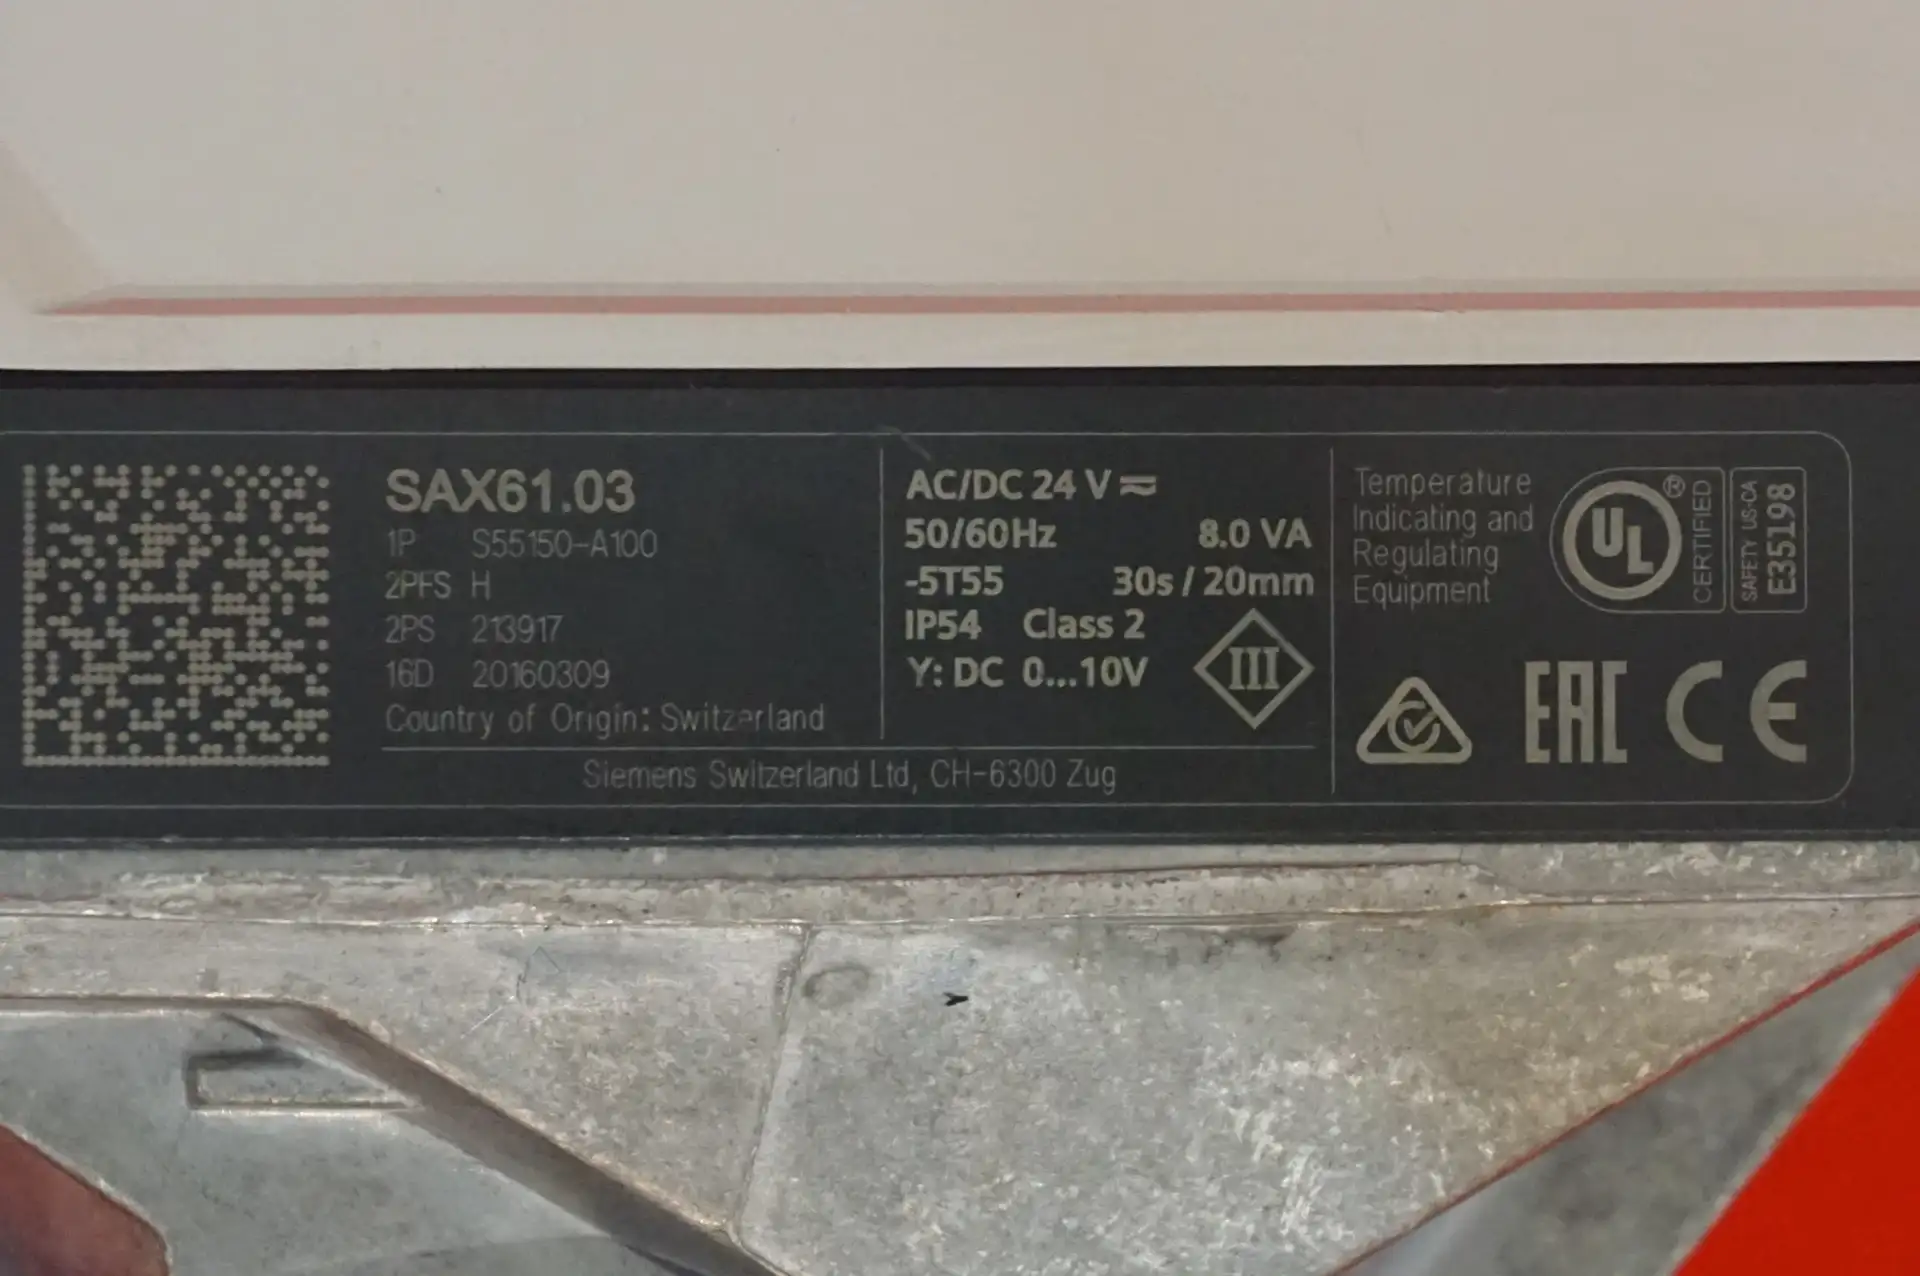 SAX61.03
1P S55150-A100
2PFS H
2PS 213917
16D 20160309
Country of Origin: Switzerland
Siemens Switzerland Ltd, CH-6300 Zug
AC/DC 24 V ⎓
50/60Hz 8.0 VA
-5T55 30s / 20mm
IP54 Class 2
Y: DC 0...10V
III
Temperature
Indicating and
Regulating
Equipment
UL ®
CERTIFIED
SAFETY US-CA
E351198
EAC CE